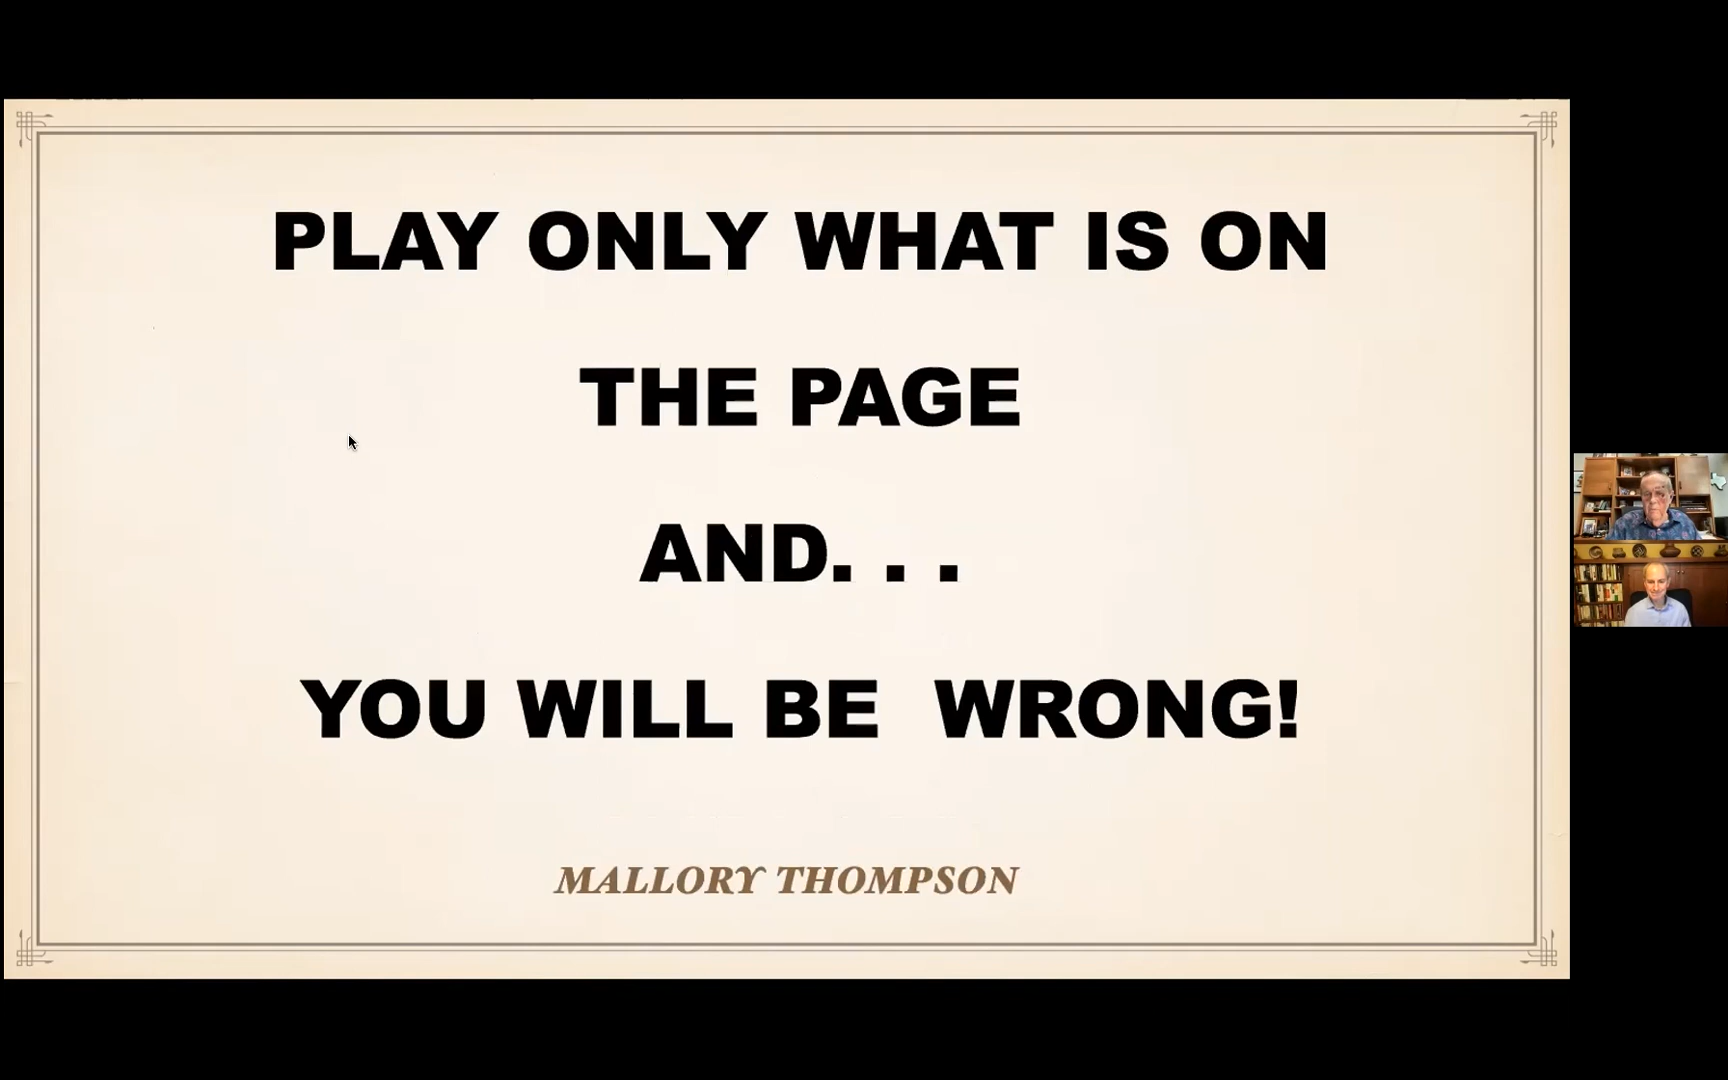 PLAY ONLY WHAT IS ON
THE PAGE
AND. . .
YOU WILL BE  WRONG!
MALLORY THOMPSON